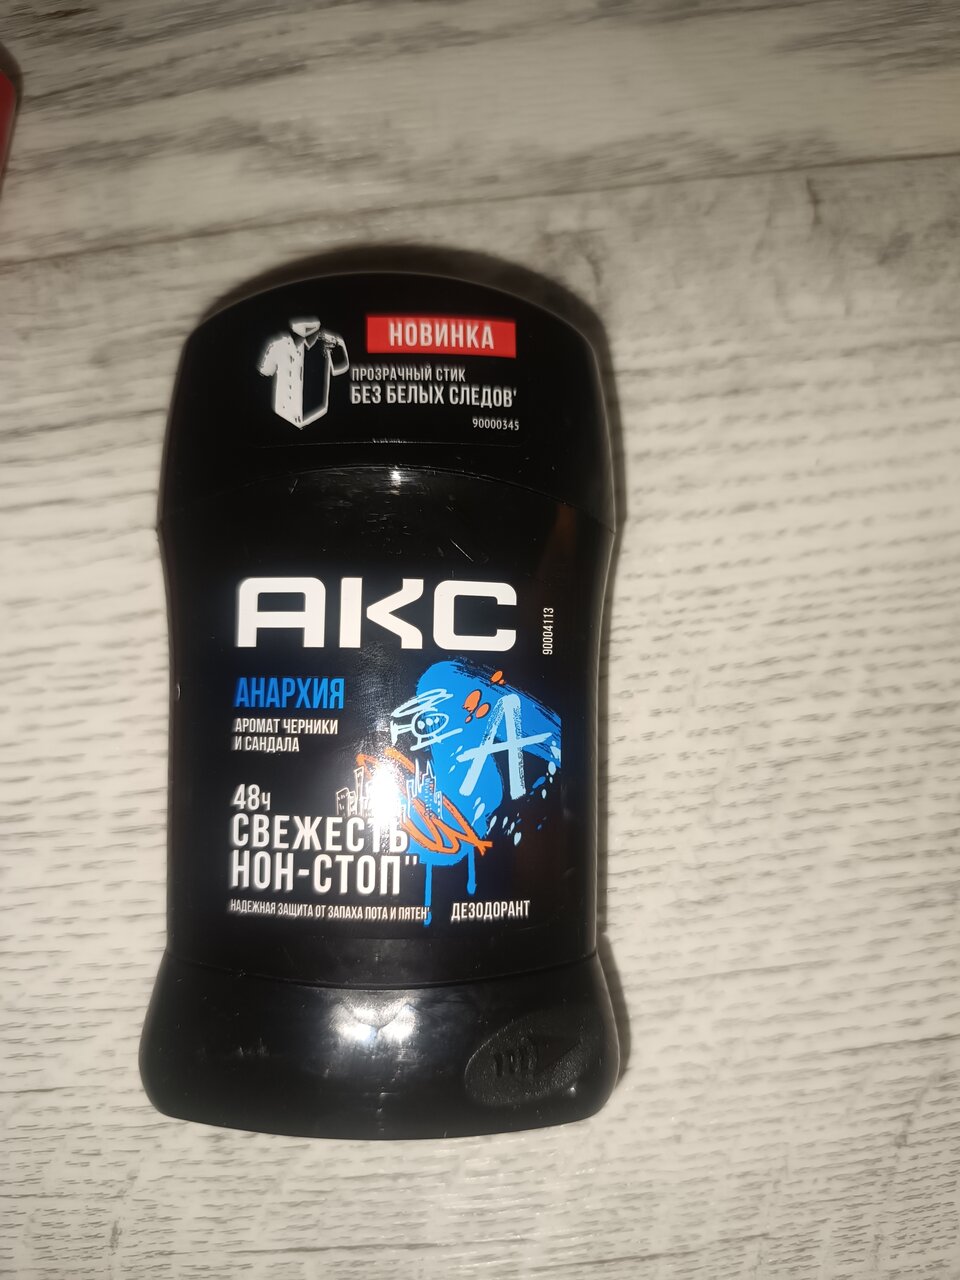 НОВИНКА
ПРОЗРАЧНЫЙ СТИК
БЕЗ БЕЛЫХ СЛЕДОВ*
90000345
АКС
90004113
АНАРХИЯ
АРОМАТ ЧЕРНИКИ
И САНДАЛА
A
48ч
СВЕЖЕСТЬ
НОН-СТОП**
НАДЕЖНАЯ ЗАЩИТА ОТ ЗАПАХА ПОТА И ПЯТЕН*
ДЕЗОДОРАНТ